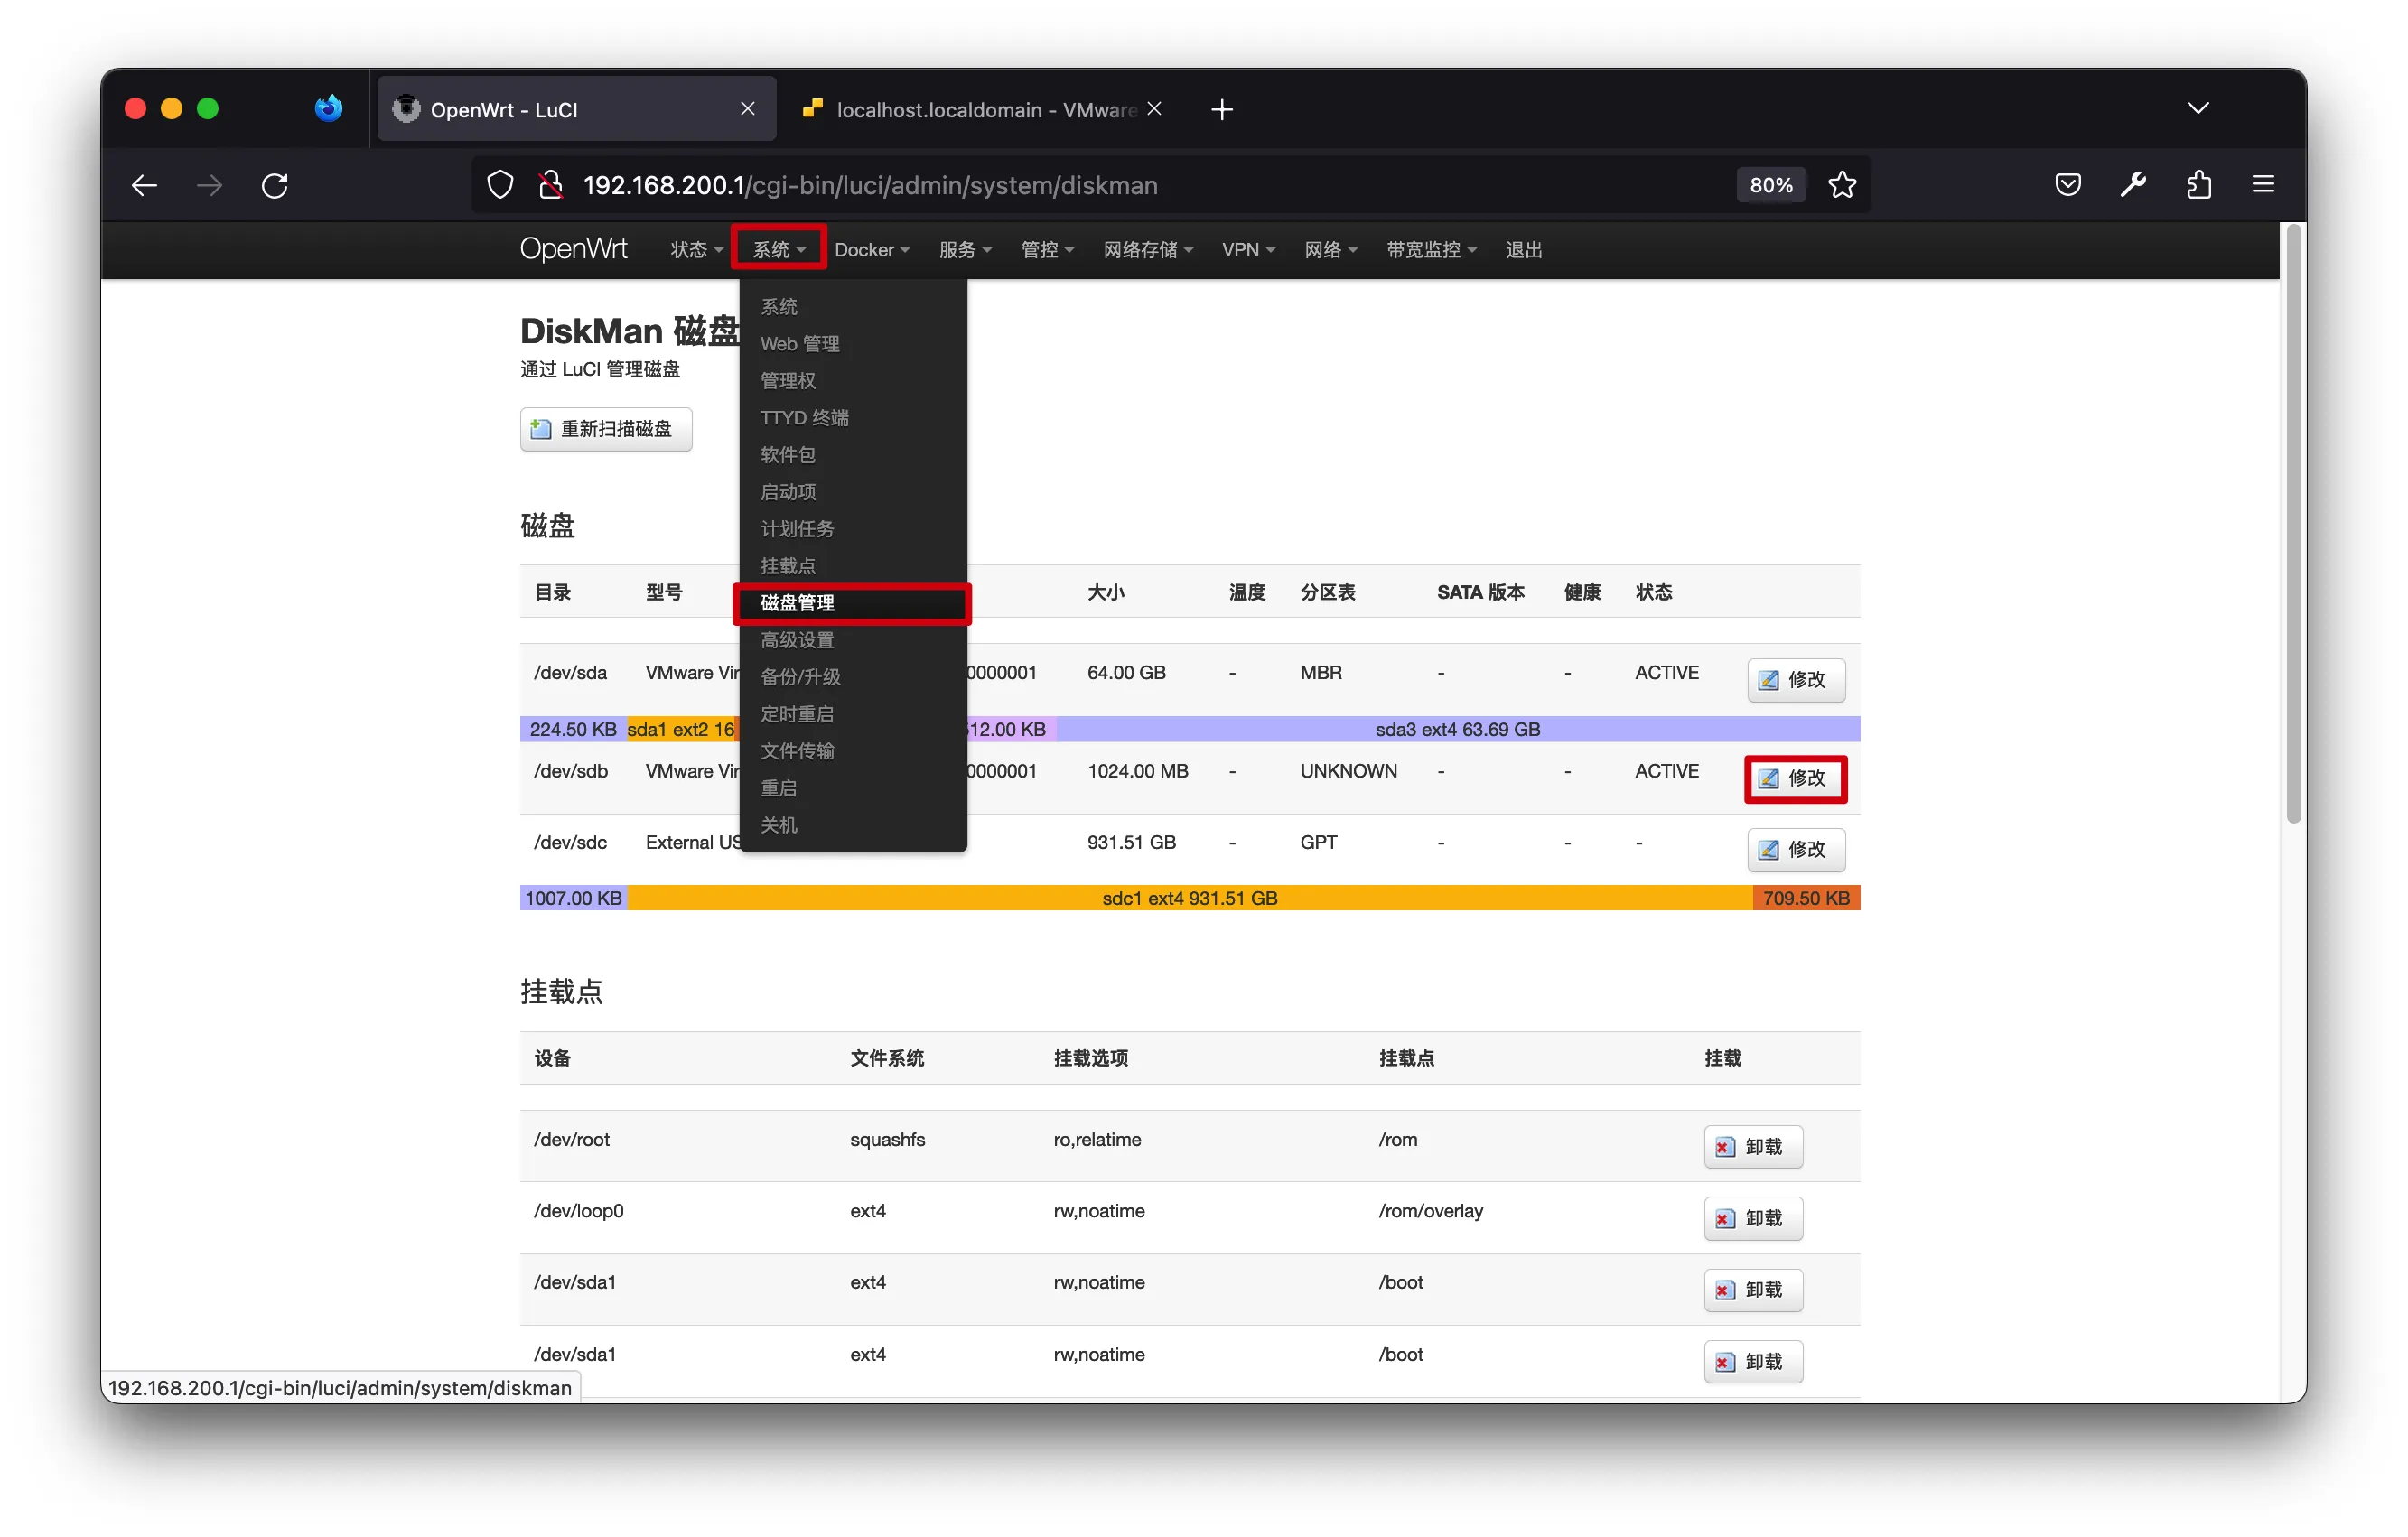 OpenWrt - LuCI
localhost.localdomain - VMware
192.168.200.1/cgi-bin/luci/admin/system/diskman
80%
OpenWrt 状态 系统 Docker 服务 管控 网络存储 VPN 网络 带宽监控 退出
系统
Web 管理
管理权
TTYD 终端
软件包
启动项
计划任务
挂载点
磁盘管理
高级设置
备份/升级
定时重启
文件传输
重启
关机
DiskMan 磁盘
通过 LuCI 管理磁盘
重新扫描磁盘
磁盘
目录 型号 大小 温度 分区表 SATA 版本 健康 状态
/dev/sda VMware Vir 0000001 64.00 GB - MBR - - ACTIVE 修改
224.50 KB sda1 ext2 16 12.00 KB sda3 ext4 63.69 GB
/dev/sdb VMware Vir 0000001 1024.00 MB - UNKNOWN - - ACTIVE 修改
/dev/sdc External US 931.51 GB - GPT - - - 修改
1007.00 KB sdc1 ext4 931.51 GB 709.50 KB
挂载点
设备 文件系统 挂载选项 挂载点 挂载
/dev/root squashfs ro,relatime /rom 卸载
/dev/loop0 ext4 rw,noatime /rom/overlay 卸载
/dev/sda1 ext4 rw,noatime /boot 卸载
/dev/sda1 ext4 rw,noatime /boot 卸载
192.168.200.1/cgi-bin/luci/admin/system/diskman